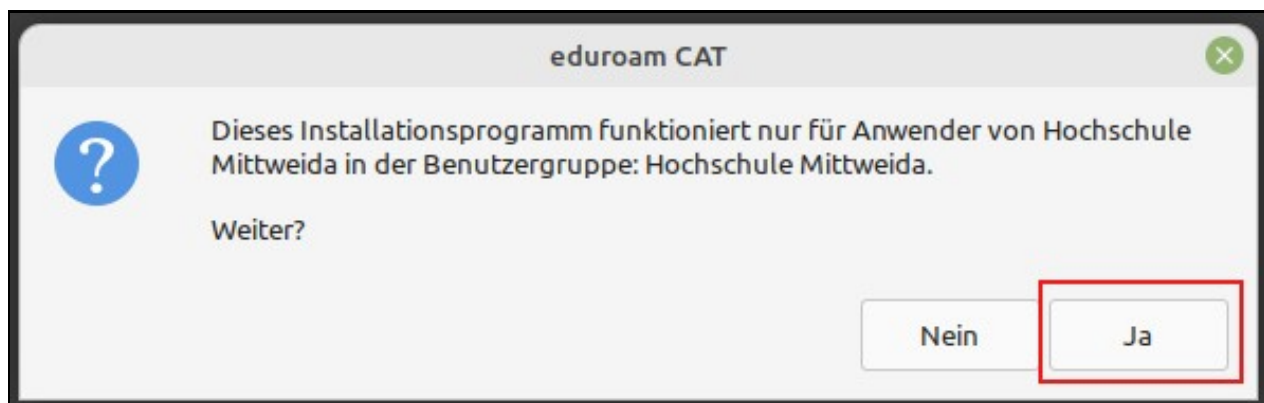 eduroam CAT
Dieses Installationsprogramm funktioniert nur für Anwender von Hochschule
Mittweida in der Benutzergruppe: Hochschule Mittweida.
Weiter?
Nein
Ja